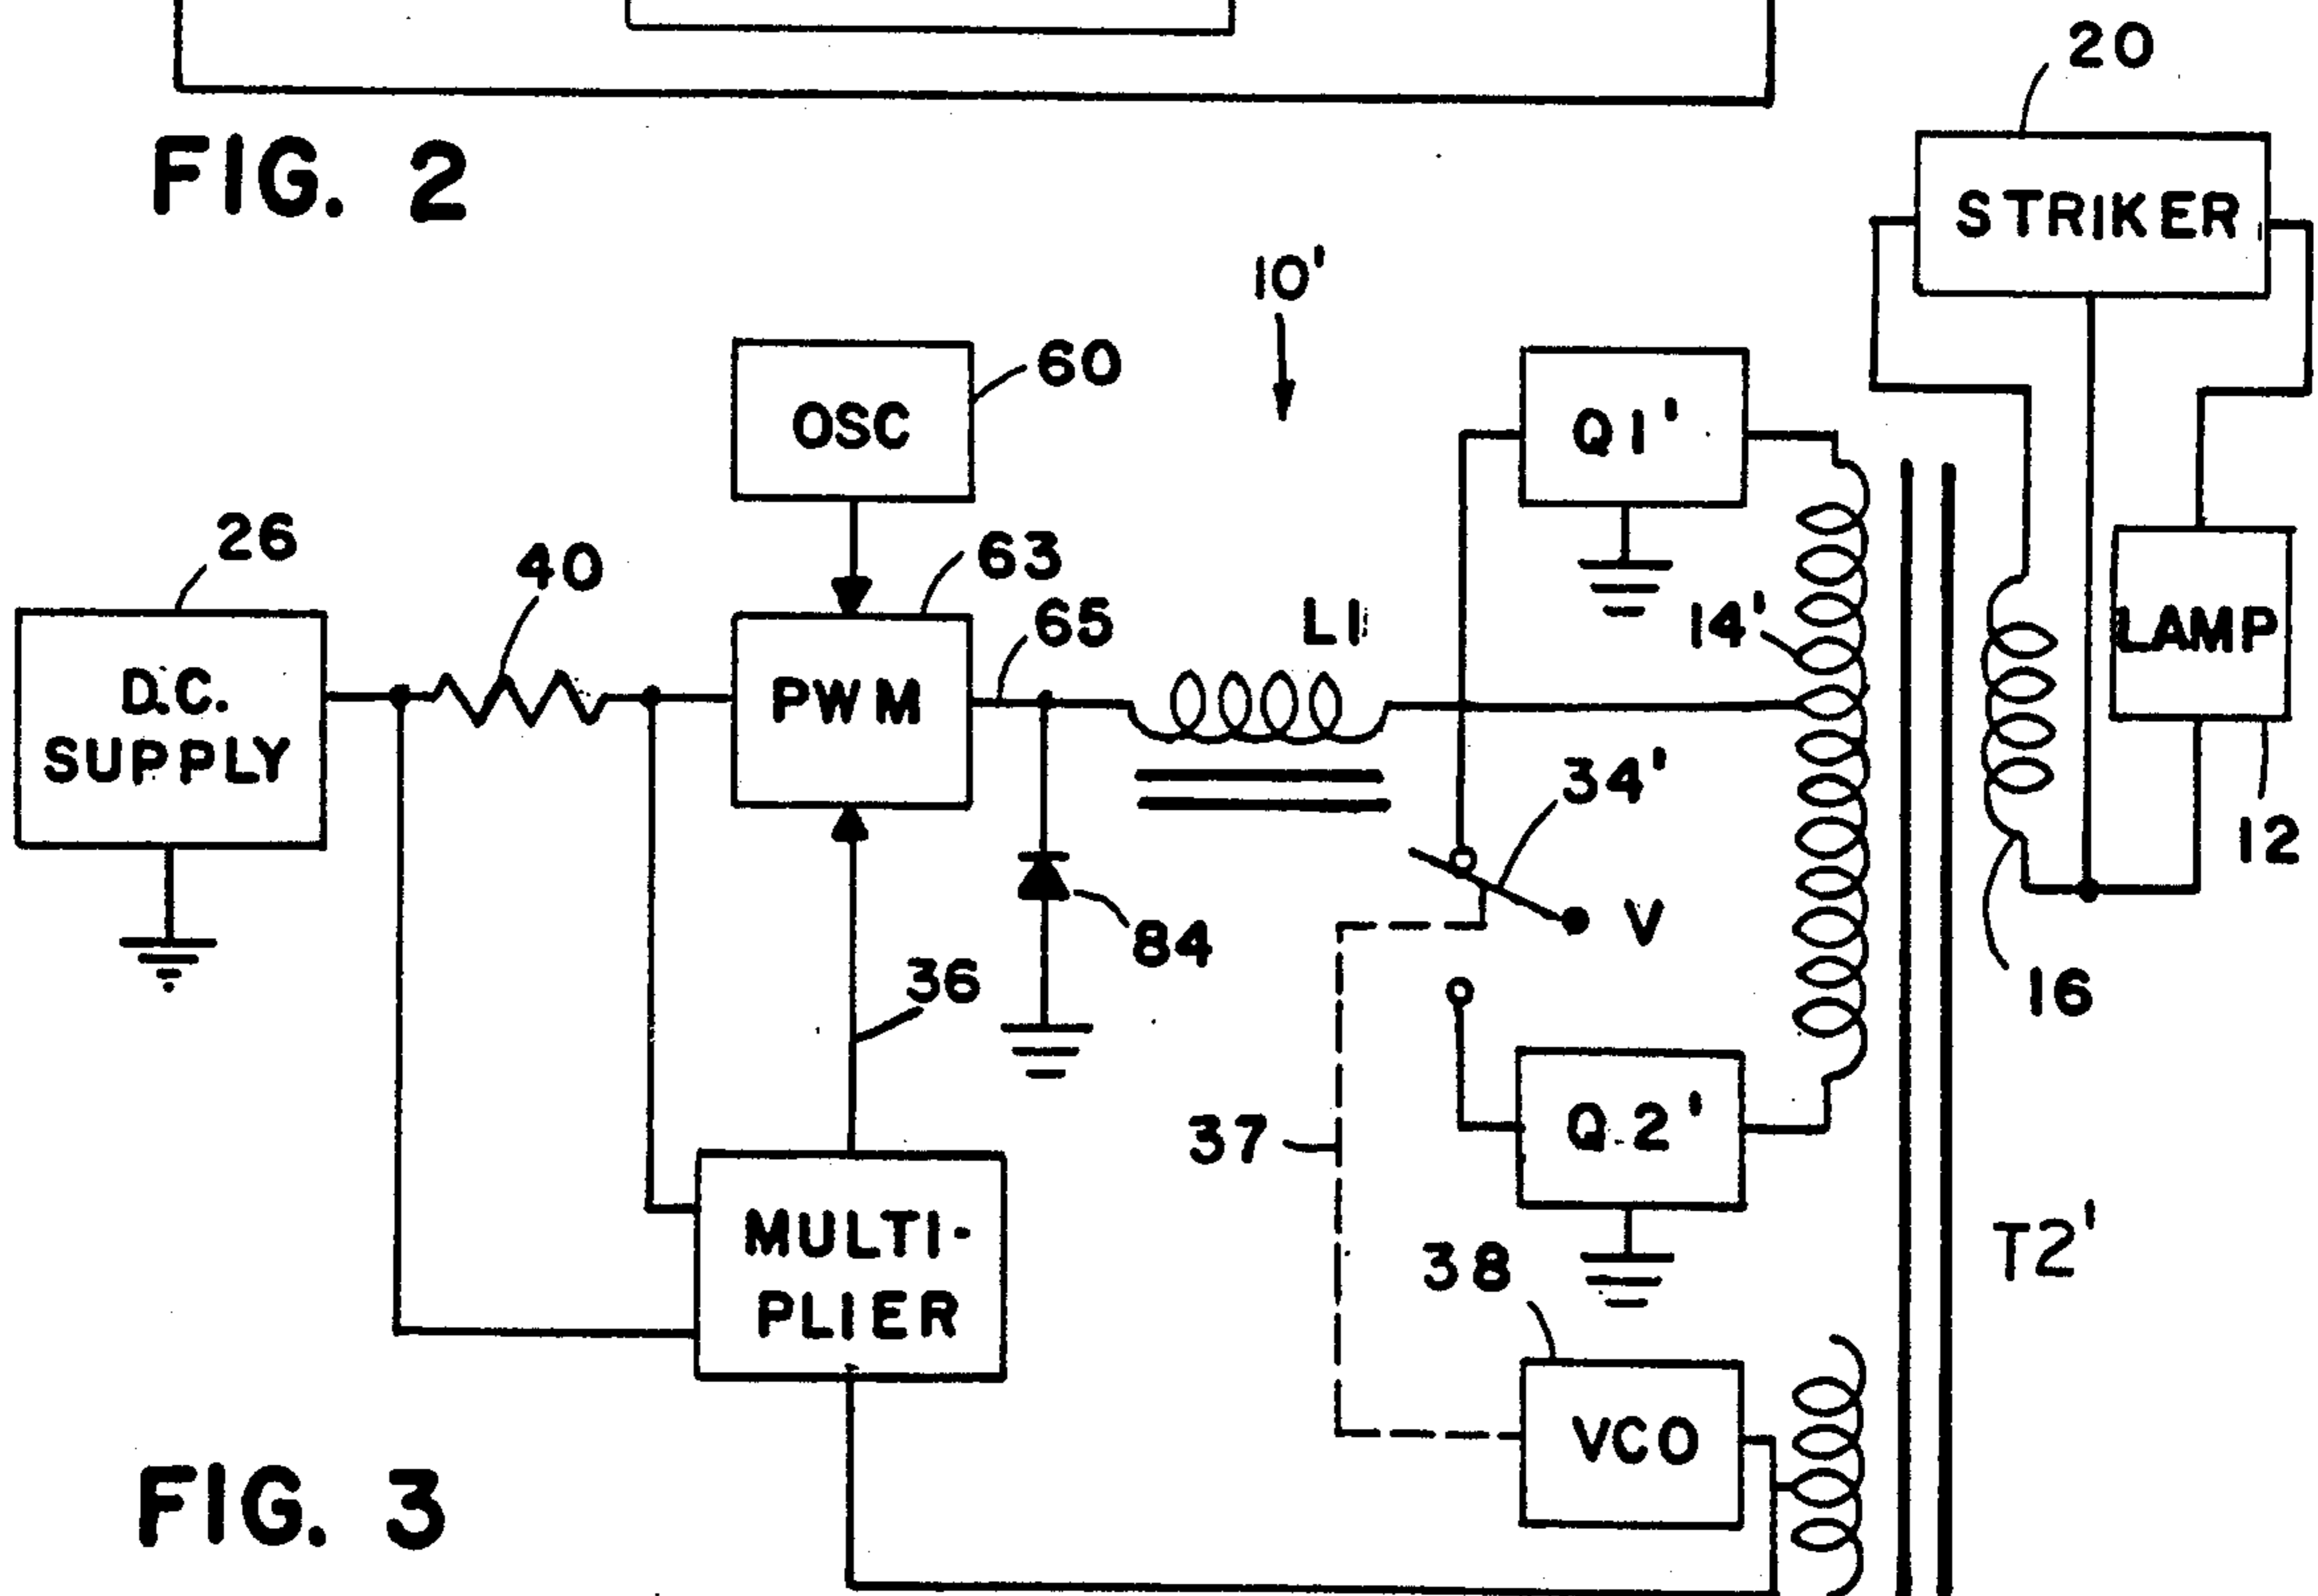 FIG. 2
20
STRIKER
10'
OSC
60
Q1'
26
40
63
65
L1
14'
LAMP
D.C.
SUPPLY
PWM
34'
12
V
84
36
16
37
Q2'
MULTI-
PLIER
38
T2'
VCO
FIG. 3